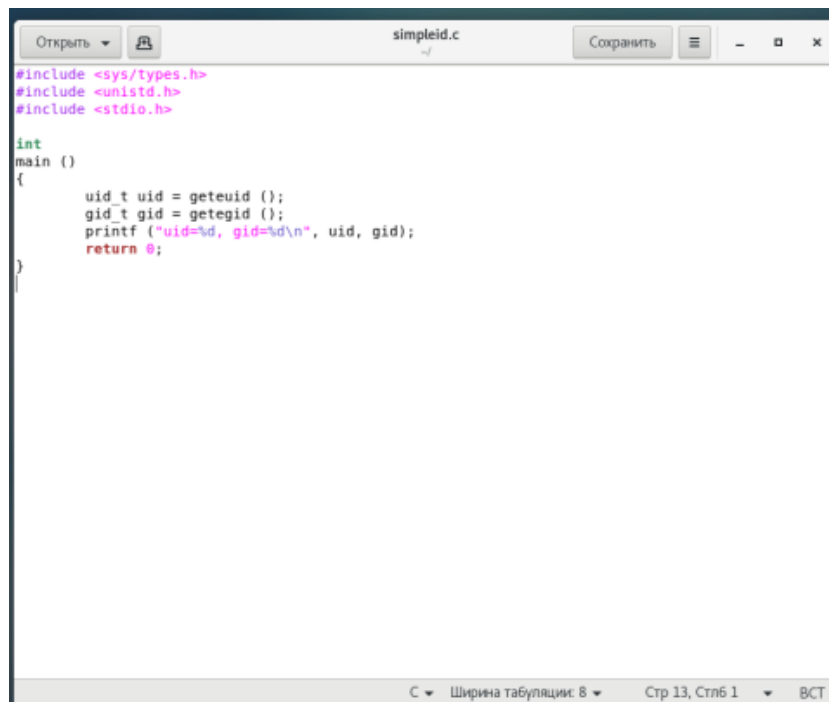 Открыть
simpleid.c
~/
Сохранить
#include <sys/types.h>
#include <unistd.h>
#include <stdio.h>
int
main ()
{
        uid_t uid = geteuid ();
        gid_t gid = getegid ();
        printf ("uid=%d, gid=%d\n", uid, gid);
        return 0;
}
C Ширина табуляции: 8 Стр 13, Стлб 1 ВСТ